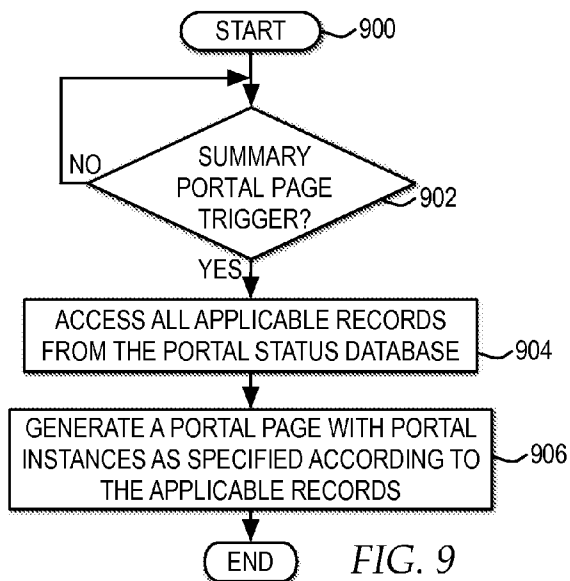 START
900
NO
SUMMARY
PORTAL PAGE
TRIGGER?
902
YES
ACCESS ALL APPLICABLE RECORDS
FROM THE PORTAL STATUS DATABASE
904
GENERATE A PORTAL PAGE WITH PORTAL
INSTANCES AS SPECIFIED ACCORDING TO
THE APPLICABLE RECORDS
906
END
FIG. 9